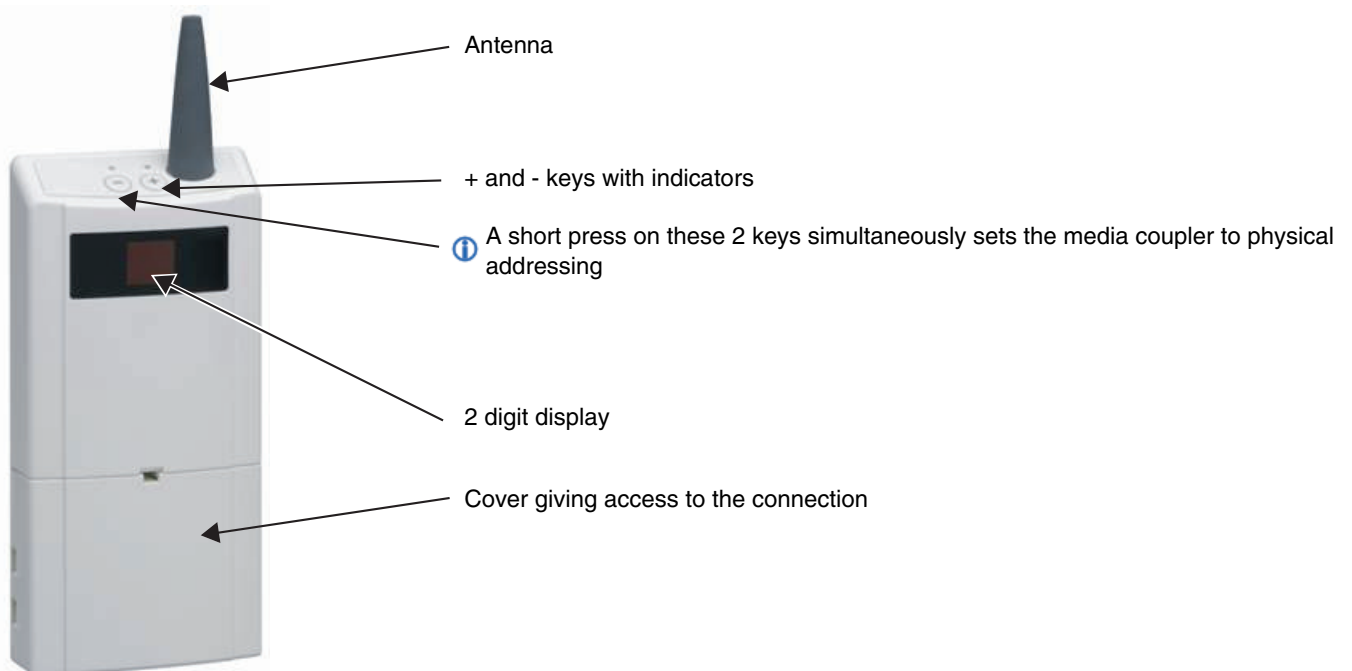 Antenna
+ and - keys with indicators
A short press on these 2 keys simultaneously sets the media coupler to physical
addressing
2 digit display
Cover giving access to the connection